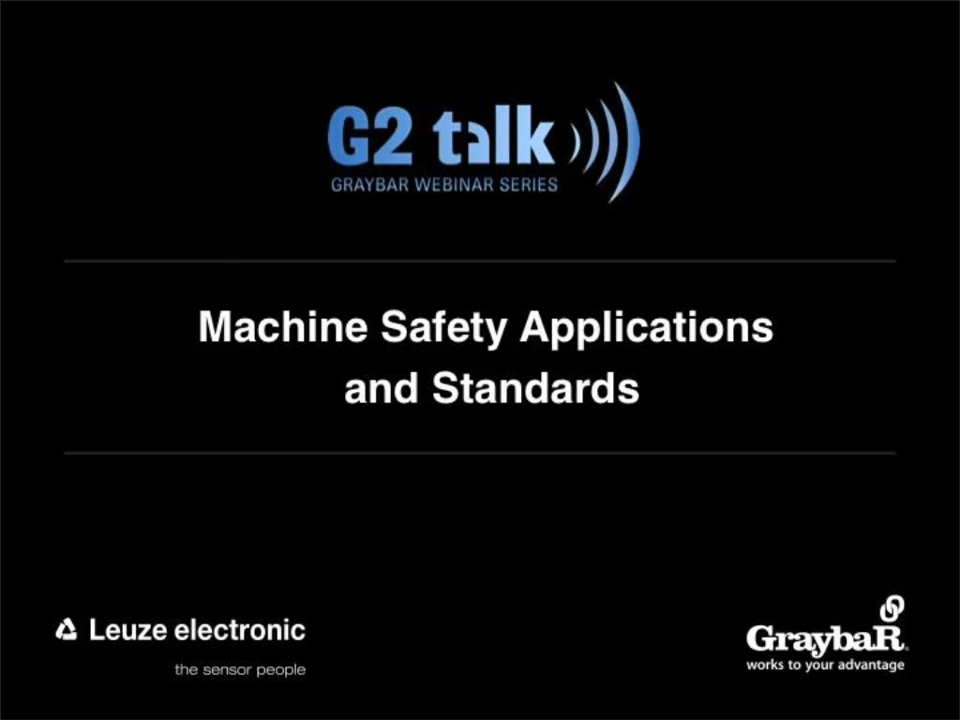 G2 talk
GRAYBAR WEBINAR SERIES
Machine Safety Applications
and Standards
Leuze electronic
the sensor people
GraybaR
works to your advantage